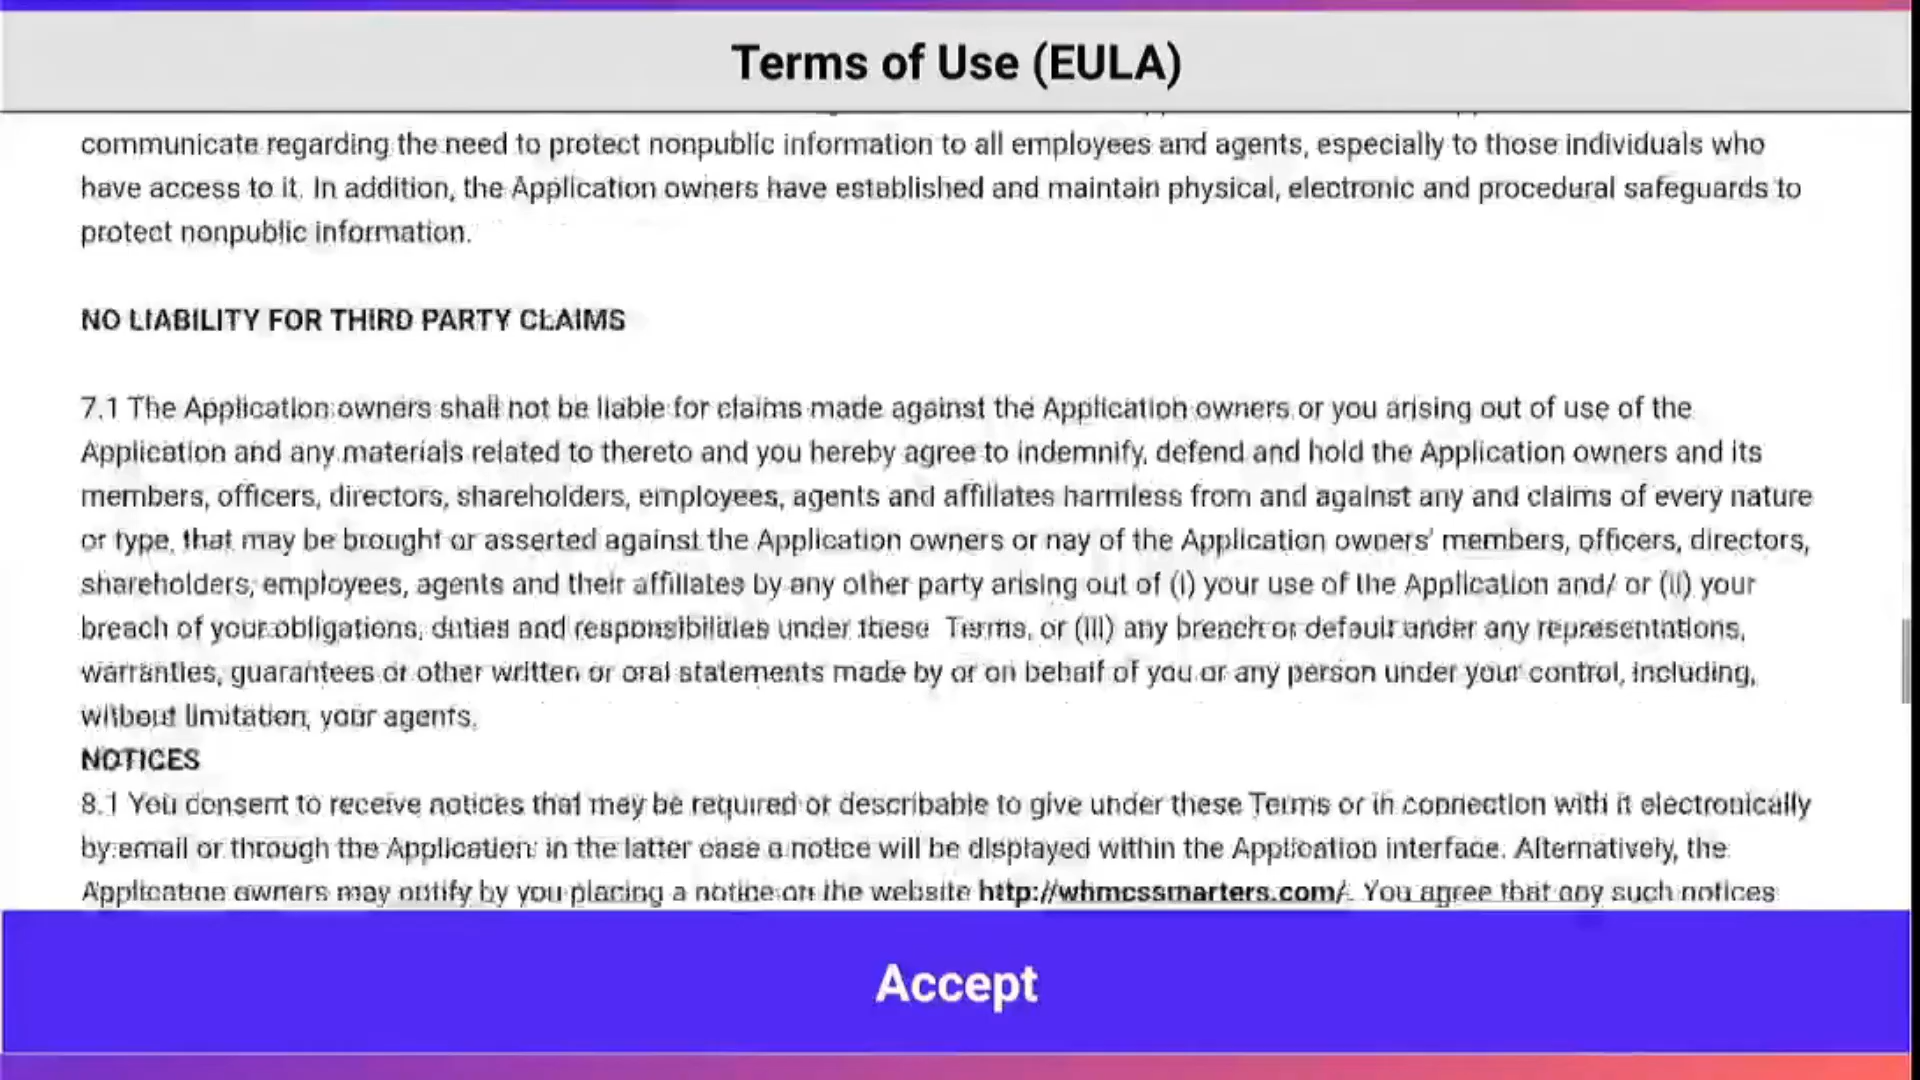 Terms of Use (EULA)
communicate regarding the need to protect nonpublic information to all employees and agents, especially to those individuals who
have access to it. In addition, the Application owners have established and maintain physical, electronic and procedural safeguards to
protect nonpublic information.
NO LIABILITY FOR THIRD PARTY CLAIMS
7.1 The Application owners shall not be liable for claims made against the Application owners or you arising out of use of the
Application and any materials related to thereto and you hereby agree to indemnify, defend and hold the Application owners and its
members, officers, directors, shareholders, employees, agents and affiliates harmless from and against any and claims of every nature
or type, that may be brought or asserted against the Application owners or nay of the Application owners' members, officers, directors,
shareholders, employees, agents and their affiliates by any other party arising out of (i) your use of the Application and/ or (ii) your
breach of your obligations, duties and responsibilities under these Terms, or (iii) any breach or default under any representations,
warranties, guarantees or other written or oral statements made by or on behalf of you or any person under your control, including,
without limitation, your agents.
NOTICES
8.1 You consent to receive notices that may be required or describable to give under these Terms or in connection with it electronically
by email or through the Application: in the latter case a notice will be displayed within the Application interface. Alternatively, the
Application owners may notify by you placing a notice on the website http://whmcssmarters.com/. You agree that any such notices
Accept